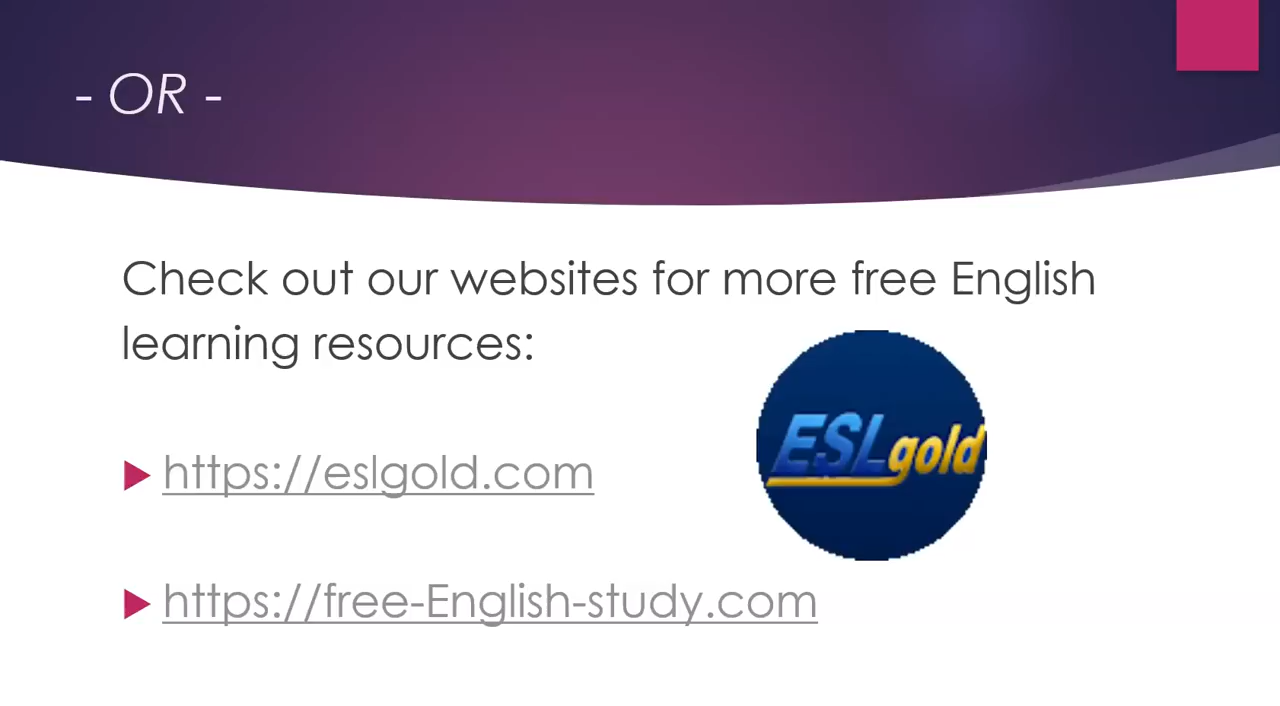 - OR -
Check out our websites for more free English
learning resources:
ESLgold
https://eslgold.com
https://free-English-study.com